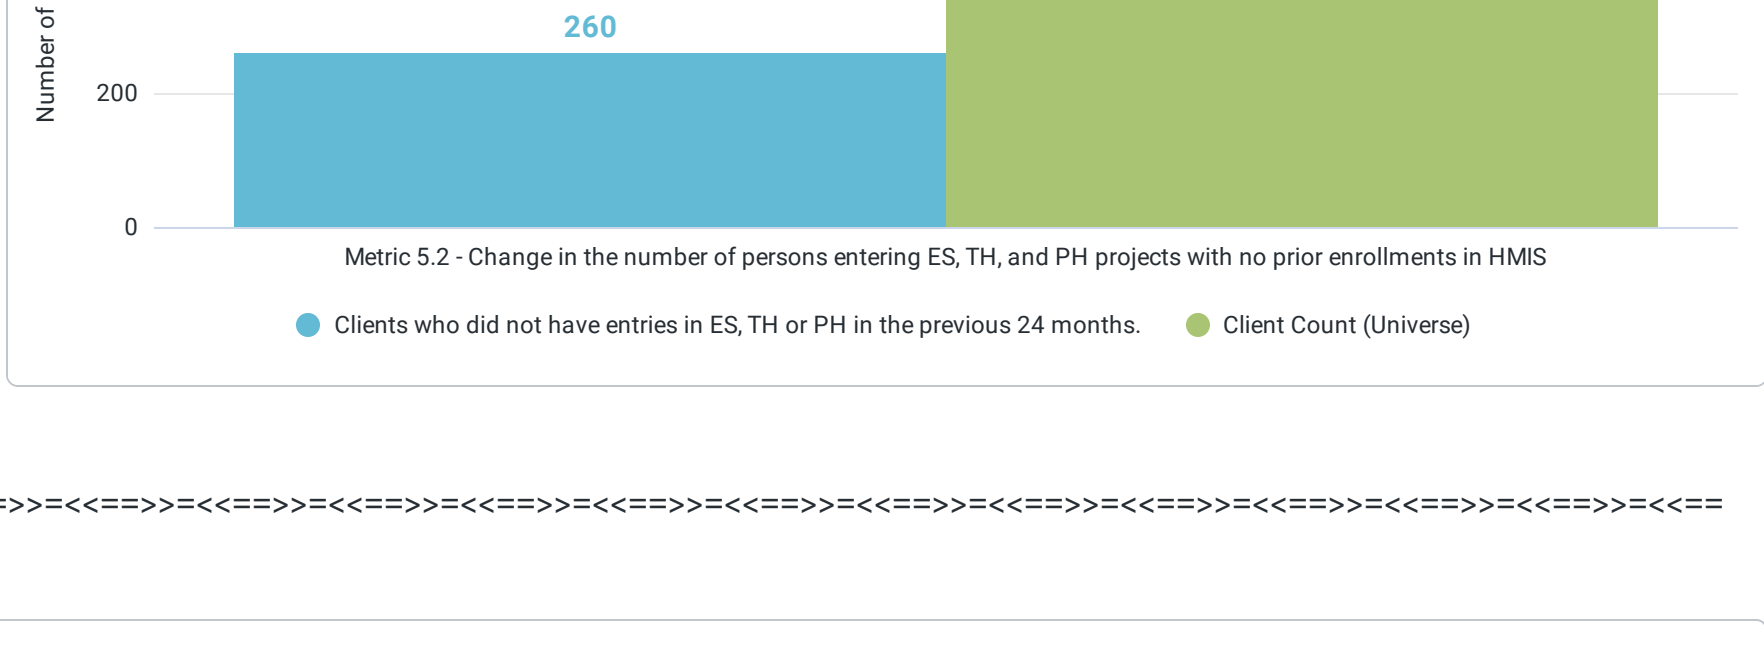 260
Number of
200
0
Metric 5.2 - Change in the number of persons entering ES, TH, and PH projects with no prior enrollments in HMIS
Clients who did not have entries in ES, TH or PH in the previous 24 months.
Client Count (Universe)
=>>=<<==>>=<<==>>=<<==>>=<<==>>=<<==>>=<<==>>=<<==>>=<<==>>=<<==>>=<<==>>=<<==>>=<<==>>=<<==